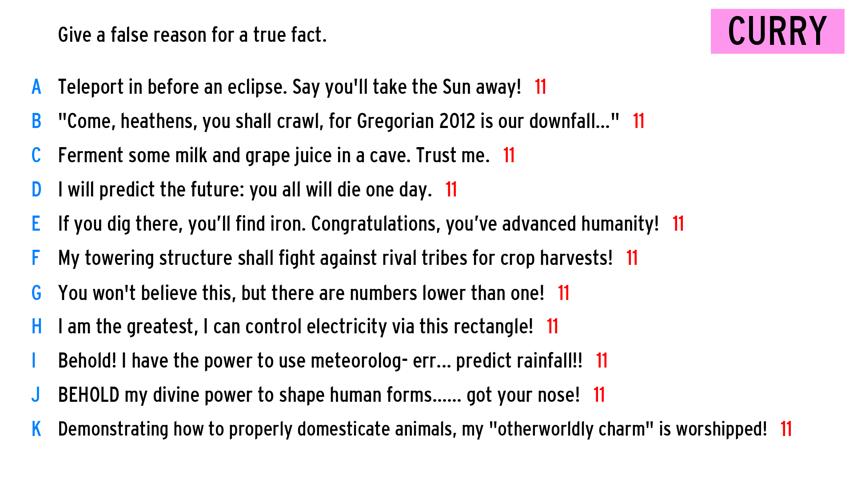 Give a false reason for a true fact.
CURRY
A Teleport in before an eclipse. Say you'll take the Sun away! 11
B "Come, heathens, you shall crawl, for Gregorian 2012 is our downfall..." 11
C Ferment some milk and grape juice in a cave. Trust me. 11
D I will predict the future: you all will die one day. 11
E If you dig there, you’ll find iron. Congratulations, you’ve advanced humanity! 11
F My towering structure shall fight against rival tribes for crop harvests! 11
G You won't believe this, but there are numbers lower than one! 11
H I am the greatest, I can control electricity via this rectangle! 11
I Behold! I have the power to use meteorolog- err... predict rainfall!! 11
J BEHOLD my divine power to shape human forms...... got your nose! 11
K Demonstrating how to properly domesticate animals, my "otherworldly charm" is worshipped! 11